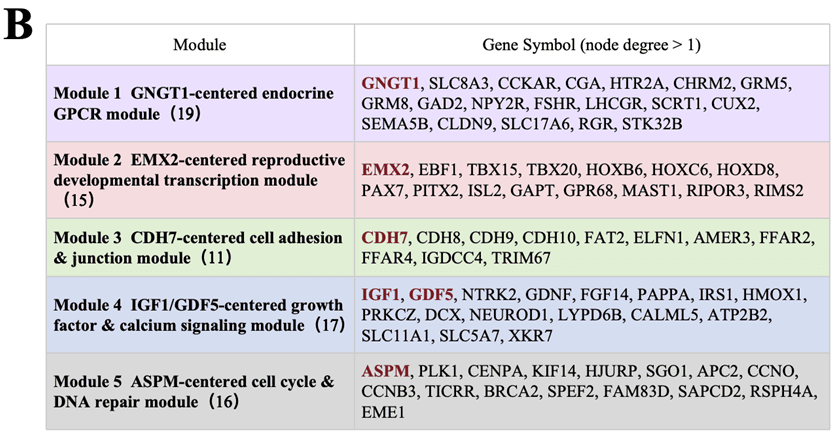 B
Module
Gene Symbol (node degree > 1)
Module 1 GNGT1-centered endocrine
GPCR module（19）
GNGT1, SLC8A3, CCKAR, CGA, HTR2A, CHRM2, GRM5,
GRM8, GAD2, NPY2R, FSHR, LHCGR, SCRT1, CUX2,
SEMA5B, CLDN9, SLC17A6, RGR, STK32B
Module 2 EMX2-centered reproductive
developmental transcription module
（15）
EMX2, EBF1, TBX15, TBX20, HOXB6, HOXC6, HOXD8,
PAX7, PITX2, ISL2, GAPT, GPR68, MAST1, RIPOR3, RIMS2
Module 3 CDH7-centered cell adhesion
& junction module（11）
CDH7, CDH8, CDH9, CDH10, FAT2, ELFN1, AMER3, FFAR2,
FFAR4, IGDCC4, TRIM67
Module 4 IGF1/GDF5-centered growth
factor & calcium signaling module（17）
IGF1, GDF5, NTRK2, GDNF, FGF14, PAPPA, IRS1, HMOX1,
PRKCZ, DCX, NEUROD1, LYPD6B, CALML5, ATP2B2,
SLC11A1, SLC5A7, XKR7
Module 5 ASPM-centered cell cycle &
DNA repair module（16）
ASPM, PLK1, CENPA, KIF14, HJURP, SGO1, APC2, CCNO,
CCNB3, TICRR, BRCA2, SPEF2, FAM83D, SAPCD2, RSPH4A,
EME1